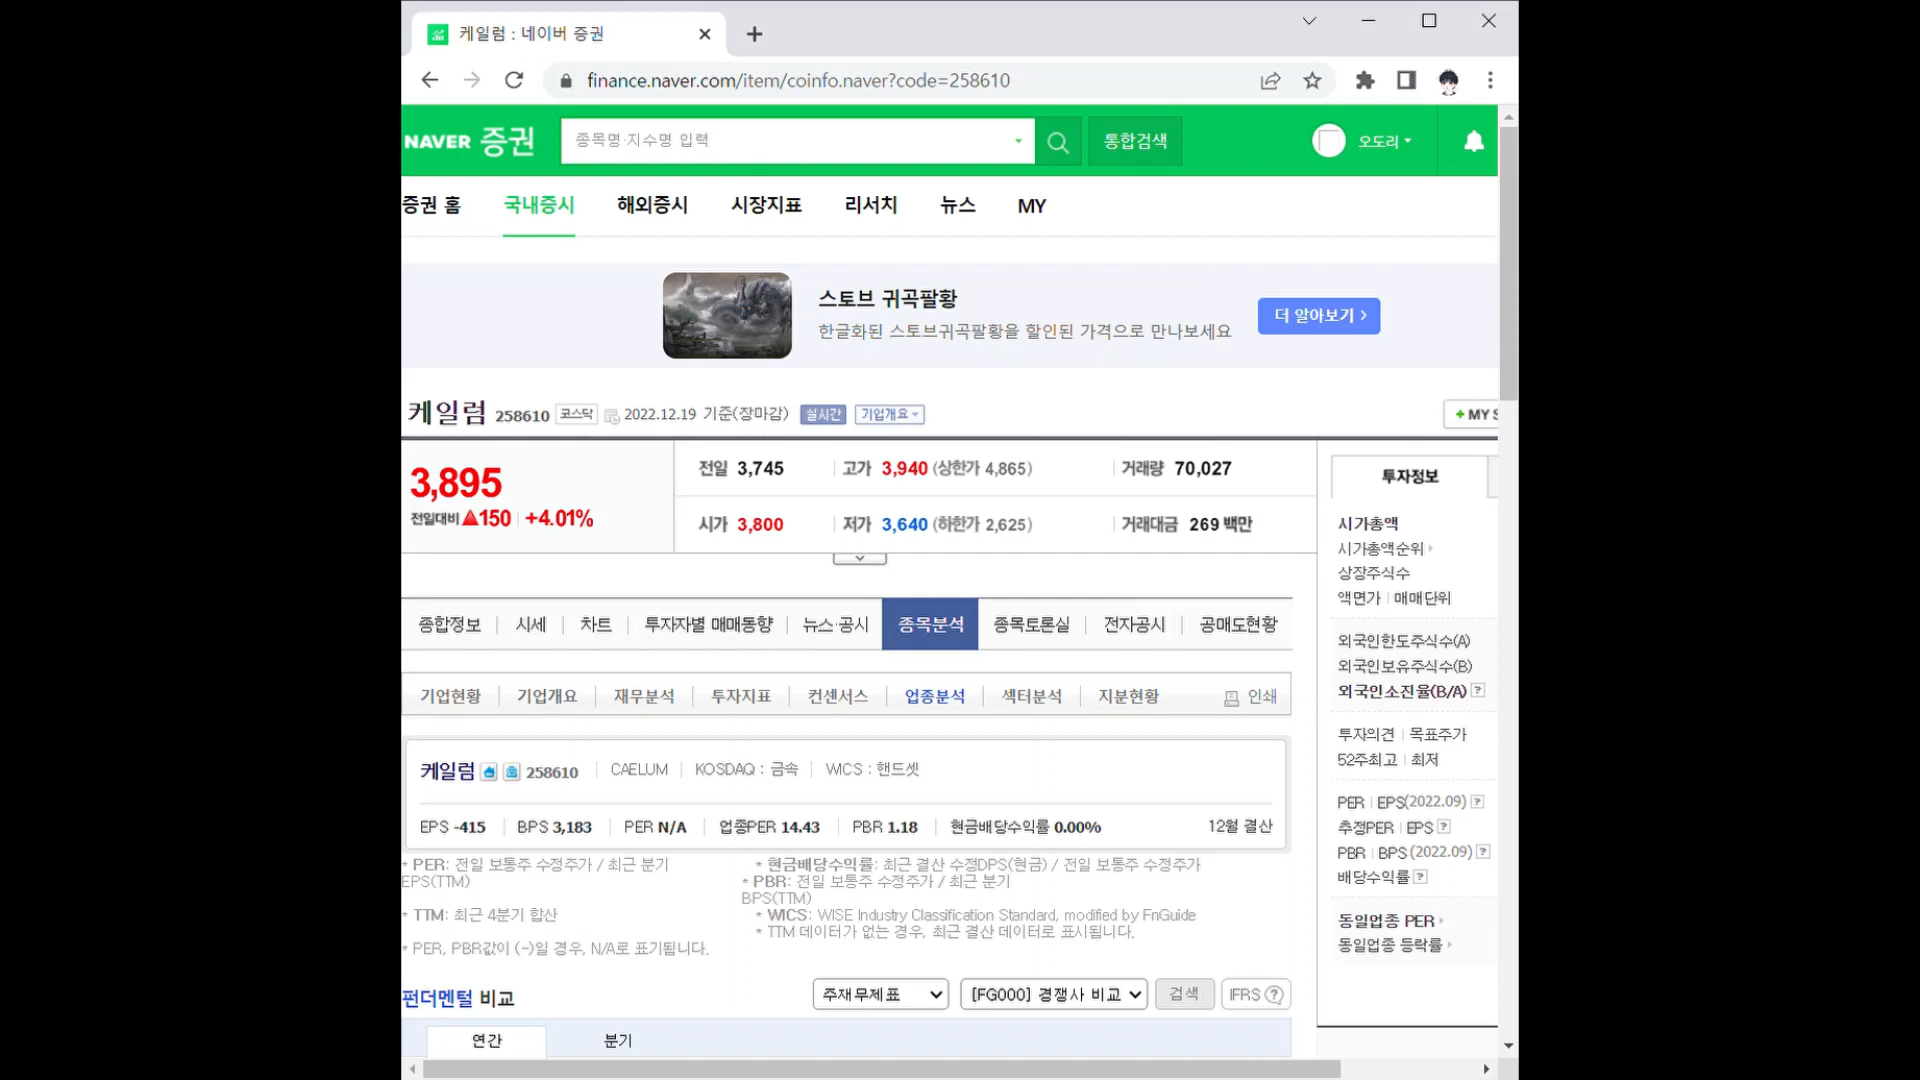 케일럼 : 네이버 증권
finance.naver.com/item/coinfo.naver?code=258610
NAVER 증권 종목명·지수명 입력 통합검색 오도리
증권 홈 국내증시 해외증시 시장지표 리서치 뉴스 MY
스토브 귀곡팔황
한글화된 스토브귀곡팔황을 할인된 가격으로 만나보세요
더 알아보기
케일럼 258610 코스닥 2022.12.19 기준(장마감) 실시간 기업개요
+ MY S
3,895
전일대비 ▲150 +4.01%
전일 3,745 고가 3,940 (상한가 4,865) 거래량 70,027
시가 3,800 저가 3,640 (하한가 2,625) 거래대금 269 백만
종합정보 시세 차트 투자자별 매매동향 뉴스·공시 종목분석 종목토론실 전자공시 공매도현황
기업현황 기업개요 재무분석 투자지표 컨센서스 업종분석 섹터분석 지분현황 인쇄
케일럼 258610 CAELUM KOSDAQ : 금속 WICS : 핸드셋
EPS -415 BPS 3,183 PER N/A 업종PER 14.43 PBR 1.18 현금배당수익률 0.00% 12월 결산
* PER: 전일 보통주 수정주가 / 최근 분기
EPS(TTM)
* TTM: 최근 4분기 합산
* PER, PBR값이 (-)일 경우, N/A로 표기됩니다.
* 현금배당수익률: 최근 결산 수정DPS(현금) / 전일 보통주 수정주가
* PBR: 전일 보통주 수정주가 / 최근 분기
BPS(TTM)
* WICS: WISE Industry Classification Standard, modified by FnGuide
* TTM 데이터가 없는 경우, 최근 결산 데이터로 표시됩니다.
펀더멘털 비교 주재무제표 [FG000] 경쟁사 비교 검색 IFRS ?
연간 분기
투자정보
시가총액
시가총액순위
상장주식수
액면가 매매단위
외국인한도주식수(A)
외국인보유주식수(B)
외국인소진율(B/A) ?
투자의견 목표주가
52주최고 최저
PER EPS(2022.09) ?
추정PER EPS ?
PBR BPS (2022.09) ?
배당수익률 ?
동일업종 PER
동일업종 등락률